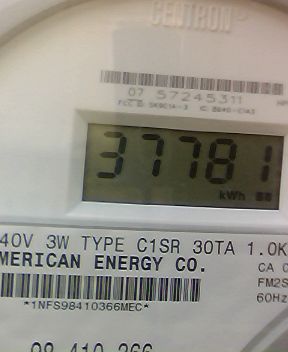 CENTRON
07 57245311
37781
kWh
40V 3W TYPE C1SR 30TA 1.0K
MERICAN ENERGY CO.
CA 0
FM2S
60Hz
*1NFS98410366MEC*
98 410 366